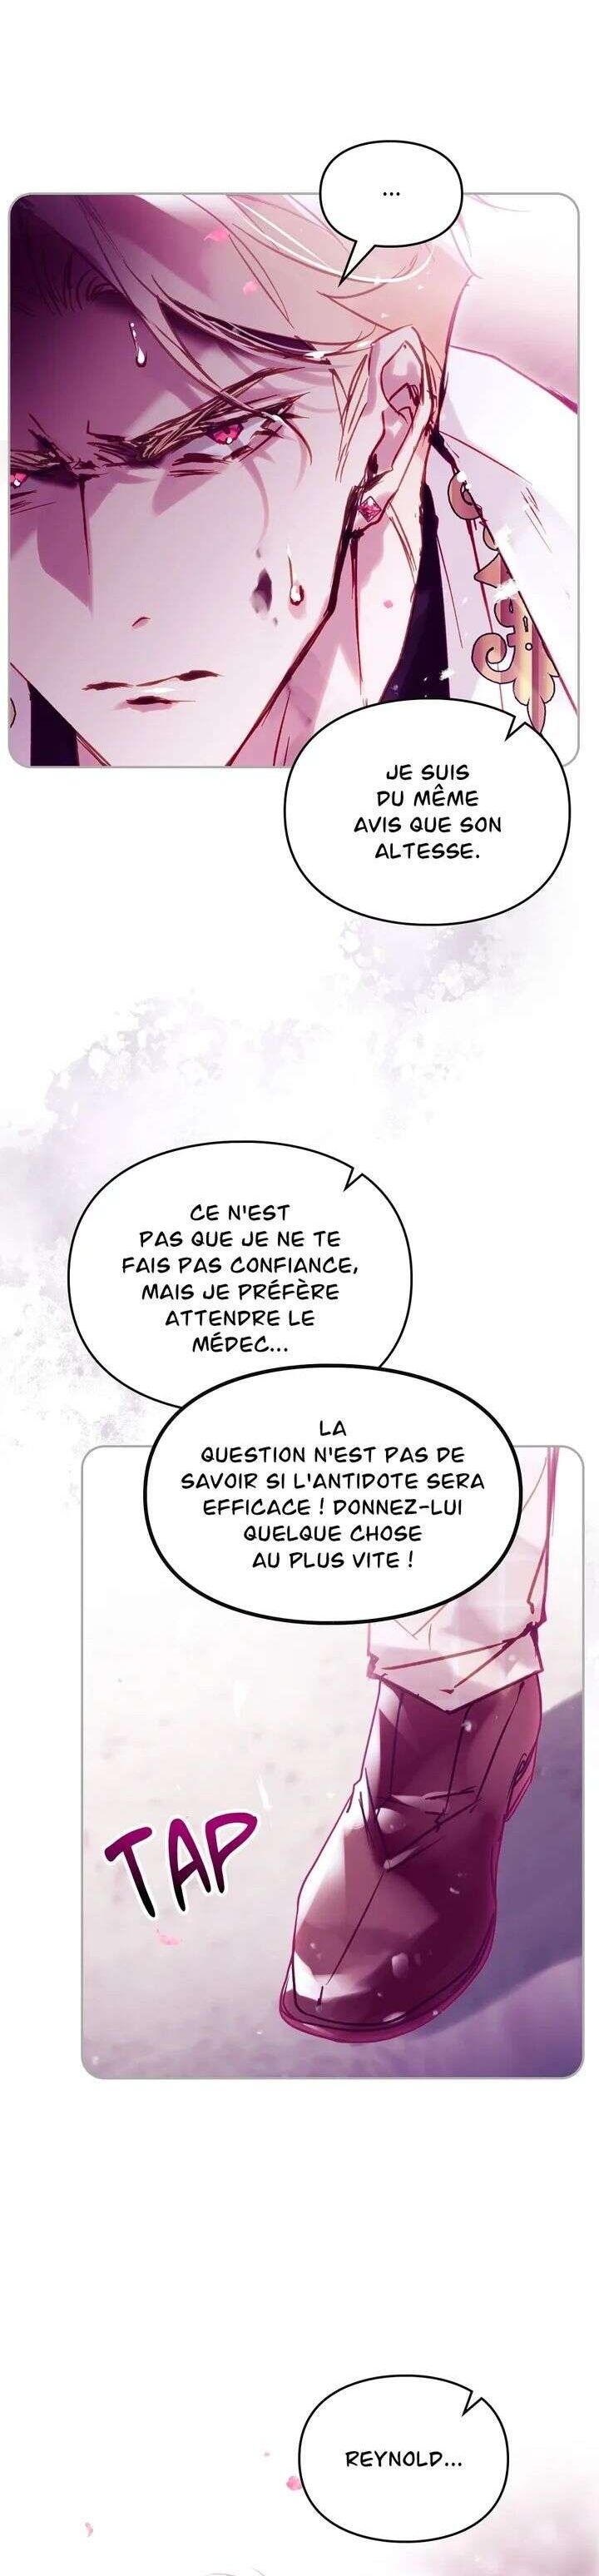 ...
JE SUIS
DU MÊME
AVIS QUE SON
ALTESSE.
CE N'EST
PAS QUE JE NE TE
FAIS PAS CONFIANCE,
MAIS JE PRÉFÈRE
ATTENDRE LE
MÉDEC...
LA
QUESTION N'EST PAS DE
SAVOIR SI L'ANTIDOTE SERA
EFFICACE ! DONNEZ-LUI
QUELQUE CHOSE
AU PLUS VITE !
TAP
REYNOLD...